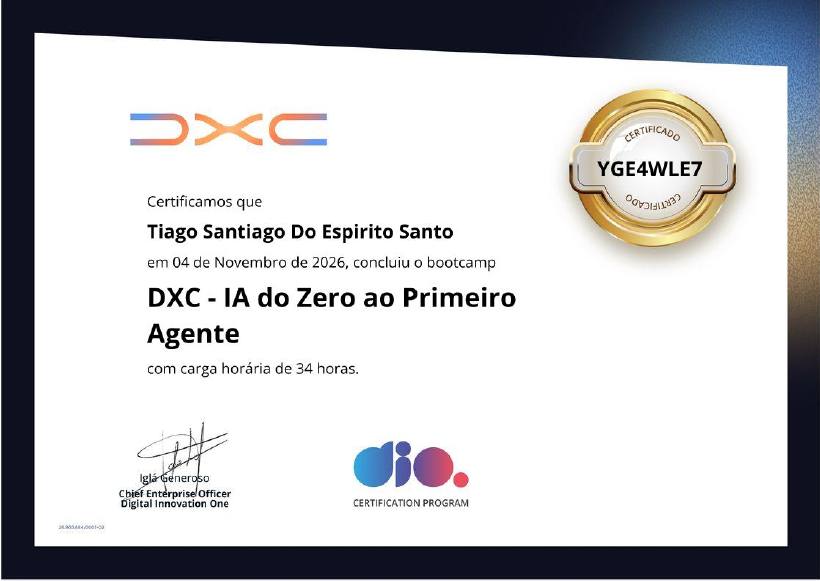 DXC
CERTIFICADO
YGE4WLE7
CERTIFICADO
Certificamos que
Tiago Santiago Do Espirito Santo
em 04 de Novembro de 2026, concluiu o bootcamp
DXC - IA do Zero ao Primeiro
Agente
com carga horária de 34 horas.
Iglá Generoso
Chief Enterprise Officer
Digital Innovation One
dio.
CERTIFICATION PROGRAM